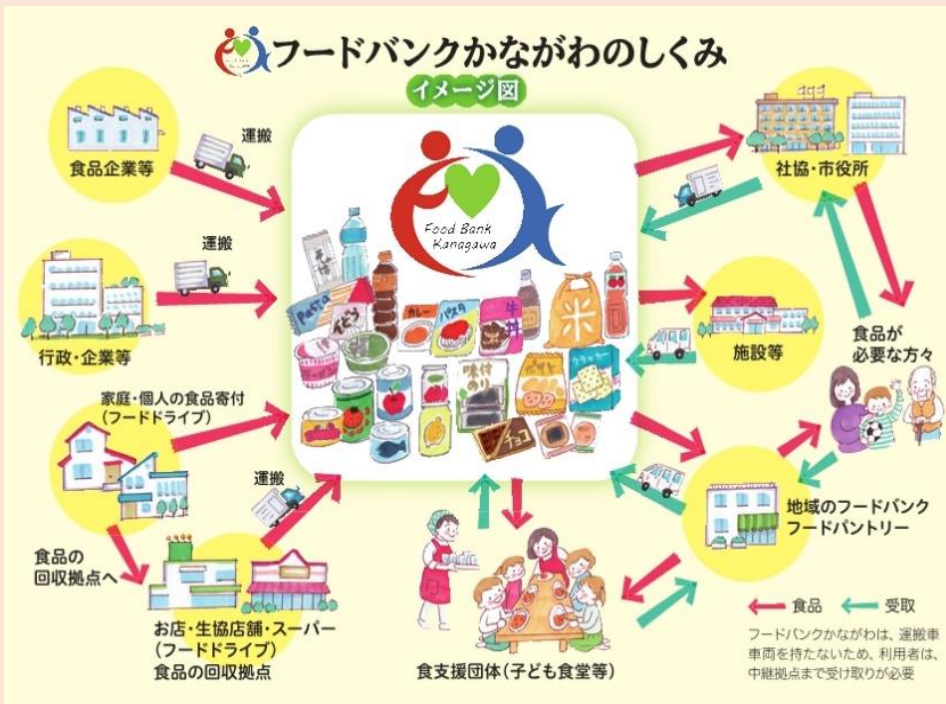 フードバンクかながわのしくみ
イメージ図
食品企業等
運搬
行政・企業等
運搬
家庭・個人の食品寄付
(フードドライブ)
食品の
回収拠点へ
運搬
お店・生協店舗・スーパー
(フードドライブ)
食品の回収拠点
Food Bank
Kanagawa
Pasta
うどん
カレー
パスタ
牛丼
米
味付
のり
クラッカー
チョコ
食支援団体(子ども食堂等)
社協・市役所
施設等
食品が
必要な方々
地域のフードバンク
フードパントリー
食品
受取
フードバンクかながわは、運搬車
車両を持たないため、利用者は、
中継拠点まで受け取りが必要